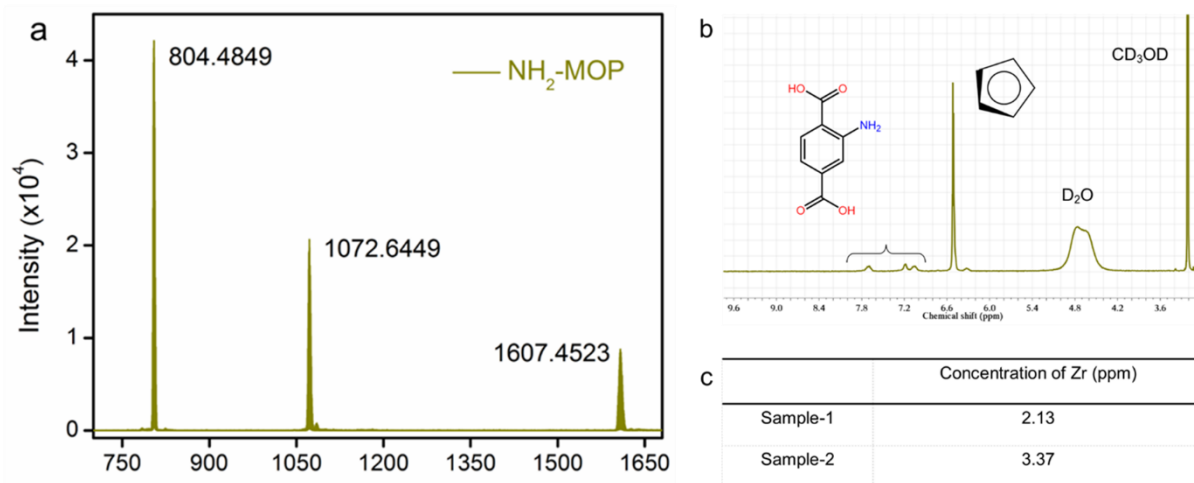 a
Intensity (x10⁴)
4
3
2
1
0
804.4849
NH₂-MOP
1072.6449
1607.4523
750 900 1050 1200 1350 1500 1650
b
CD₃OD
HO
O
NH₂
O
OH
D₂O
9.6 9.0 8.4 7.8 7.2 6.6 6.0 5.4 4.8 4.2 3.6
Chemical shift (ppm)
c
Concentration of Zr (ppm)
Sample-1 2.13
Sample-2 3.37